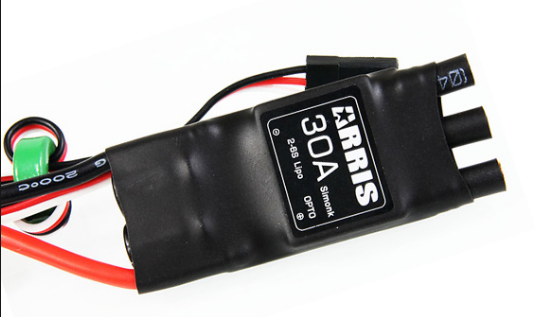 ARRIS
30A Simonk
2-6S Lipo OPTO
G 200°C